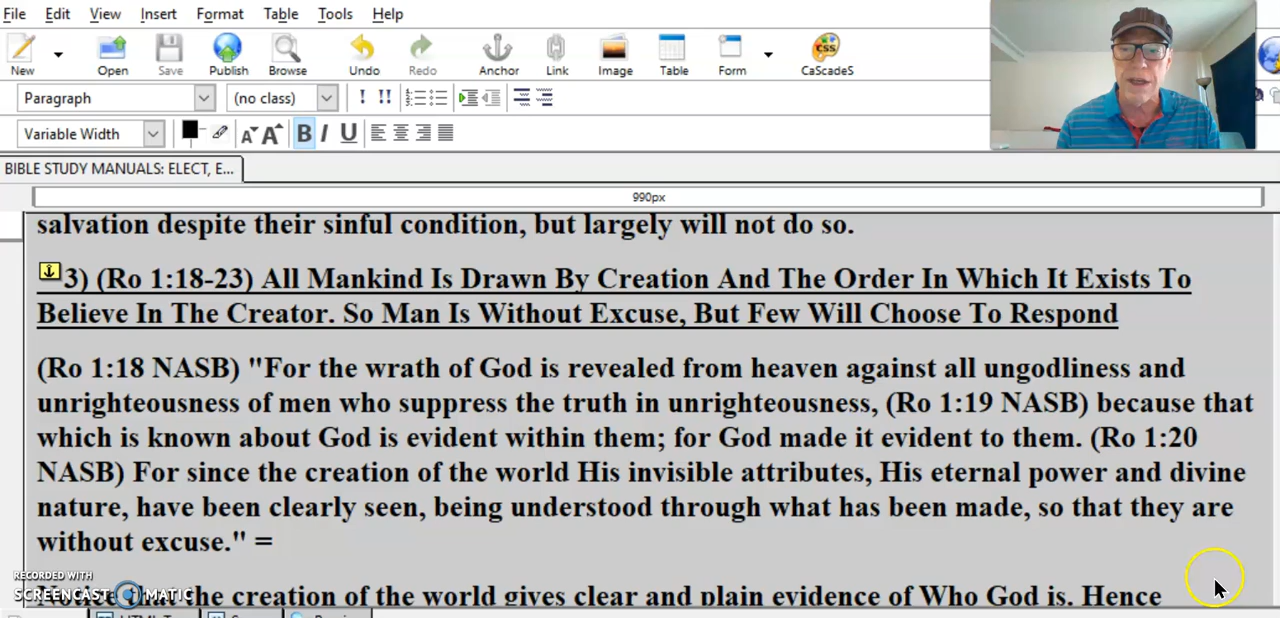 File Edit View Insert Format Table Tools Help
New Open Save Publish Browse Undo Redo Anchor Link Image Table Form CaScadeS
Paragraph (no class) ! !!
Variable Width A A B I U
BIBLE STUDY MANUALS: ELECT, E...
990px
salvation despite their sinful condition, but largely will not do so.
3) (Ro 1:18-23) All Mankind Is Drawn By Creation And The Order In Which It Exists To
Believe In The Creator. So Man Is Without Excuse, But Few Will Choose To Respond
(Ro 1:18 NASB) "For the wrath of God is revealed from heaven against all ungodliness and
unrighteousness of men who suppress the truth in unrighteousness, (Ro 1:19 NASB) because that
which is known about God is evident within them; for God made it evident to them. (Ro 1:20
NASB) For since the creation of the world His invisible attributes, His eternal power and divine
nature, have been clearly seen, being understood through what has been made, so that they are
without excuse." =
RECORDED WITH
SCREENCAST MATIC
that the creation of the world gives clear and plain evidence of Who God is. Hence